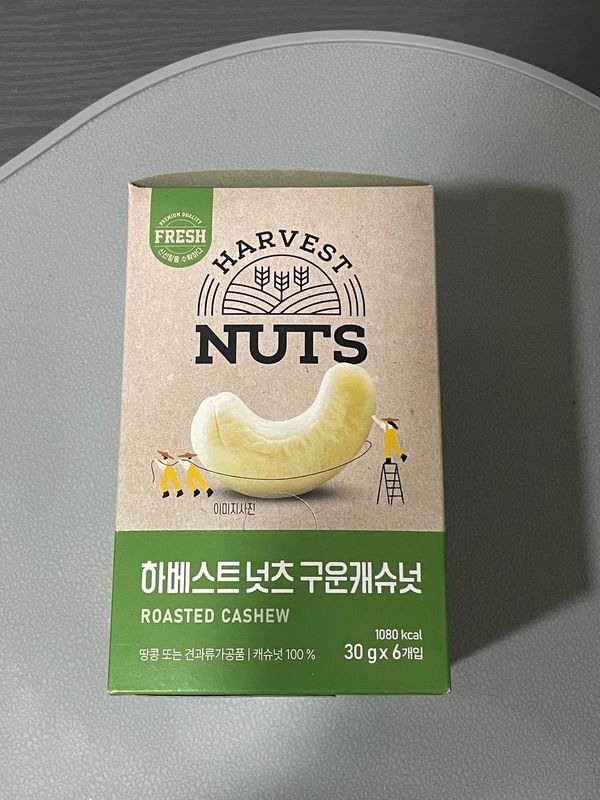 PREMIUM QUALITY
FRESH
신선함을 수확하다
HARVEST
NUTS
이미지사진
하베스트 넛츠 구운캐슈넛
ROASTED CASHEW
1080 kcal
땅콩 또는 견과류가공품 | 캐슈넛 100 %
30 g x 6개입